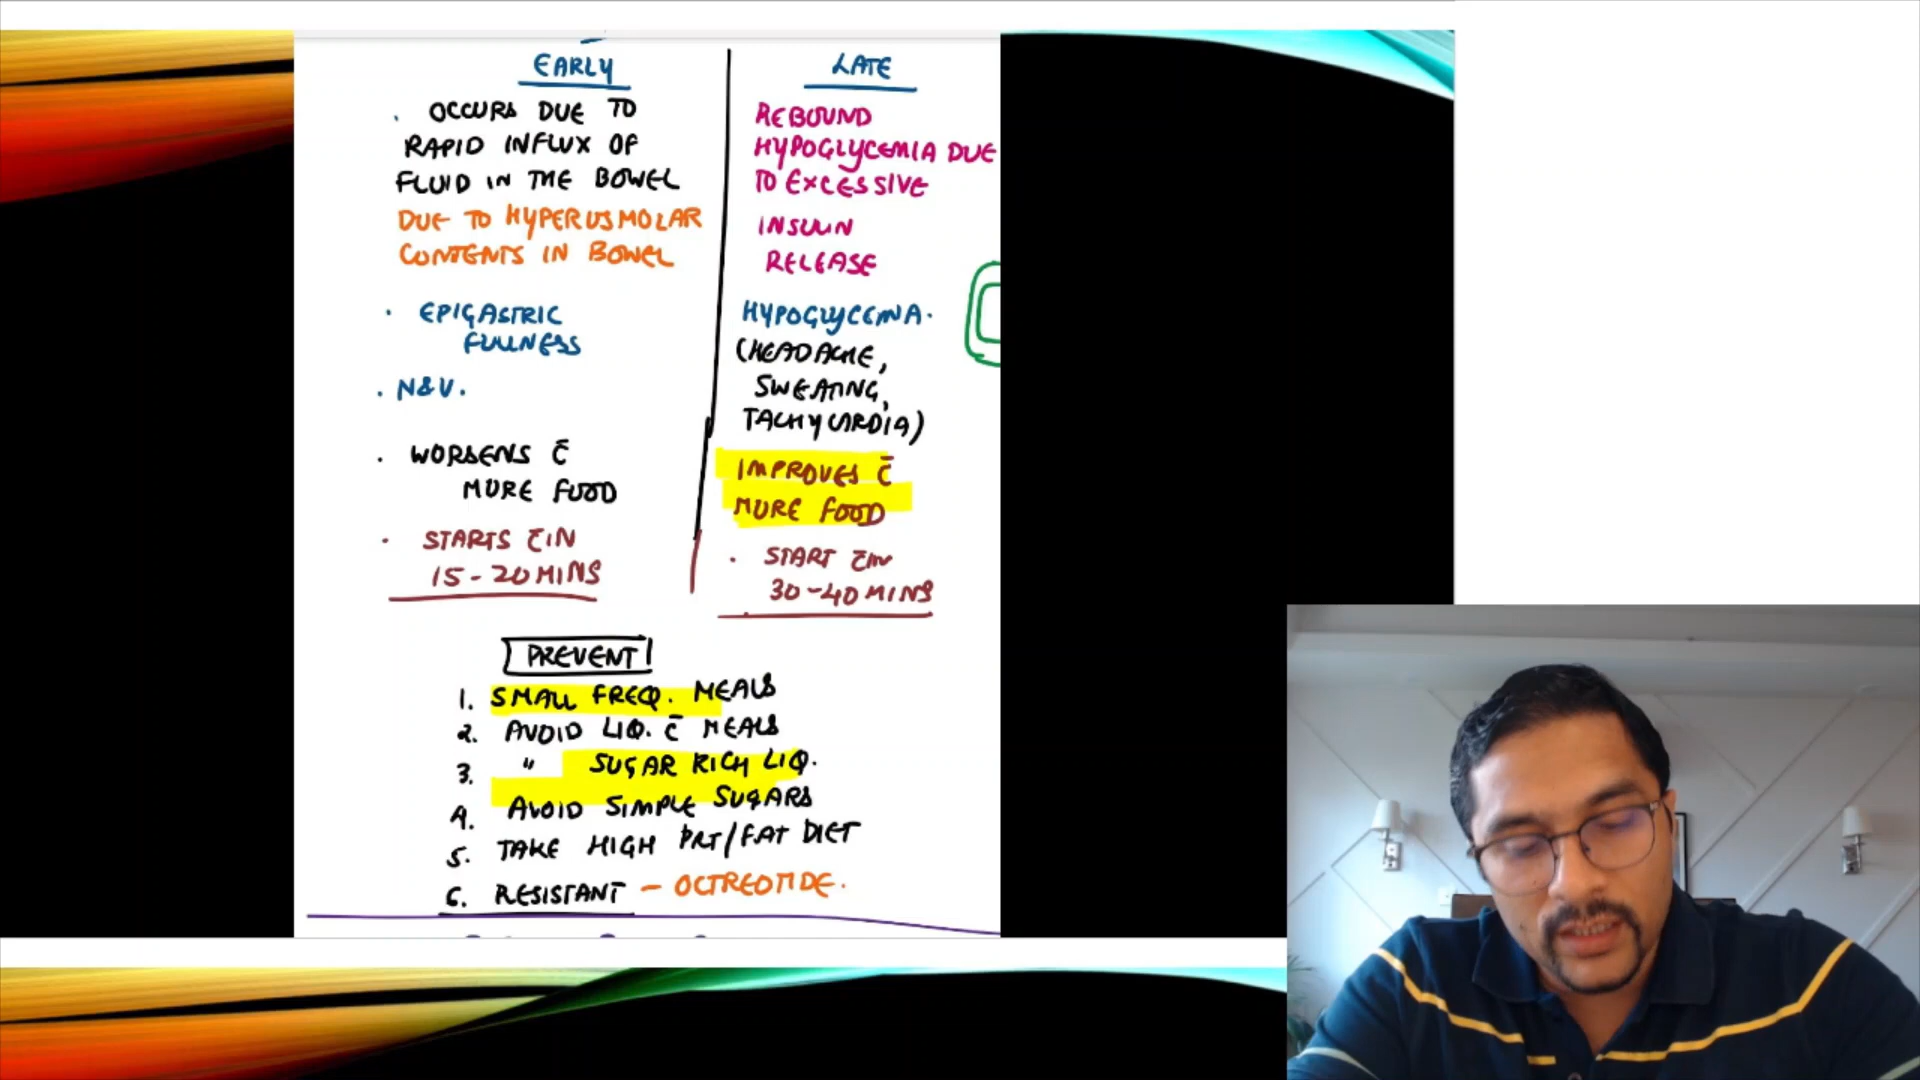 EARLY
. OCCURS DUE TO
RAPID INFLUX OF
FLUID IN THE BOWEL
DUE TO HYPEROSMOLAR
CONTENTS IN BOWEL
. EPIGASTRIC
FULLNESS
. N&V.
. WORSENS C̄
MORE FOOD
. STARTS C̄IN
15-20 MINS
LATE
REBOUND
HYPOGLYCEMIA DUE
TO EXCESSIVE
INSULIN
RELEASE
HYPOGLYCEMIA.
(HEADACHE,
SWEATING,
TACHYCARDIA)
IMPROVES C̄
MORE FOOD
. START C̄IN
30-40 MINS
PREVENT
1. SMALL FREQ. MEALS
2. AVOID LIQ. C̄ MEALS
3. " SUGAR RICH LIQ.
4. AVOID SIMPLE SUGARS
5. TAKE HIGH PRT/FAT DIET
6. RESISTANT - OCTREOTIDE.